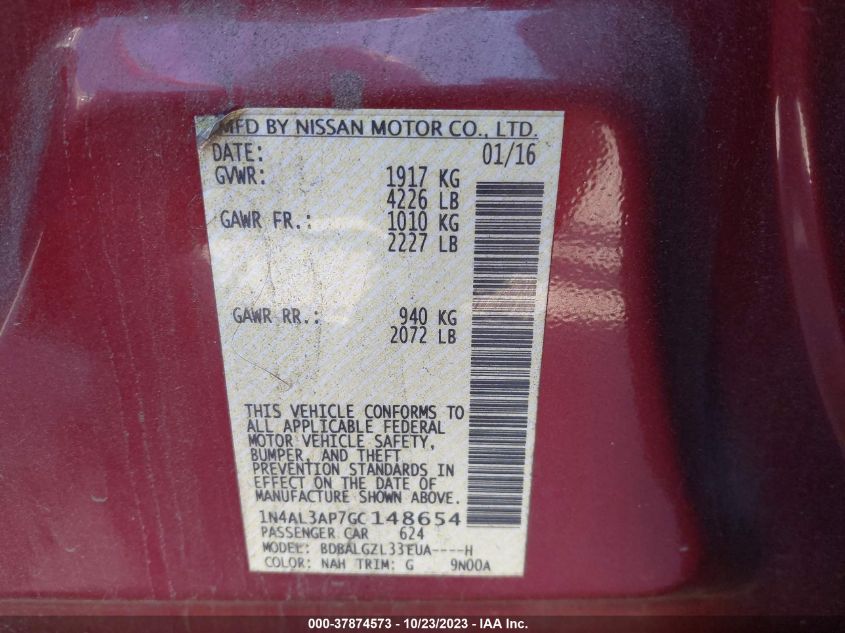 MFD BY NISSAN MOTOR CO., LTD.
DATE: 01/16
GVWR: 1917 KG
4226 LB
GAWR FR.: 1010 KG
2227 LB
GAWR RR.: 940 KG
2072 LB
THIS VEHICLE CONFORMS TO
ALL APPLICABLE FEDERAL
MOTOR VEHICLE SAFETY,
BUMPER, AND THEFT
PREVENTION STANDARDS IN
EFFECT ON THE DATE OF
MANUFACTURE SHOWN ABOVE.
1N4AL3AP7GC148654
PASSENGER CAR 624
MODEL: BDBALGZL33EUA----H
COLOR: NAH TRIM: G 9N00A
000-37874573 - 10/23/2023 - IAA Inc.